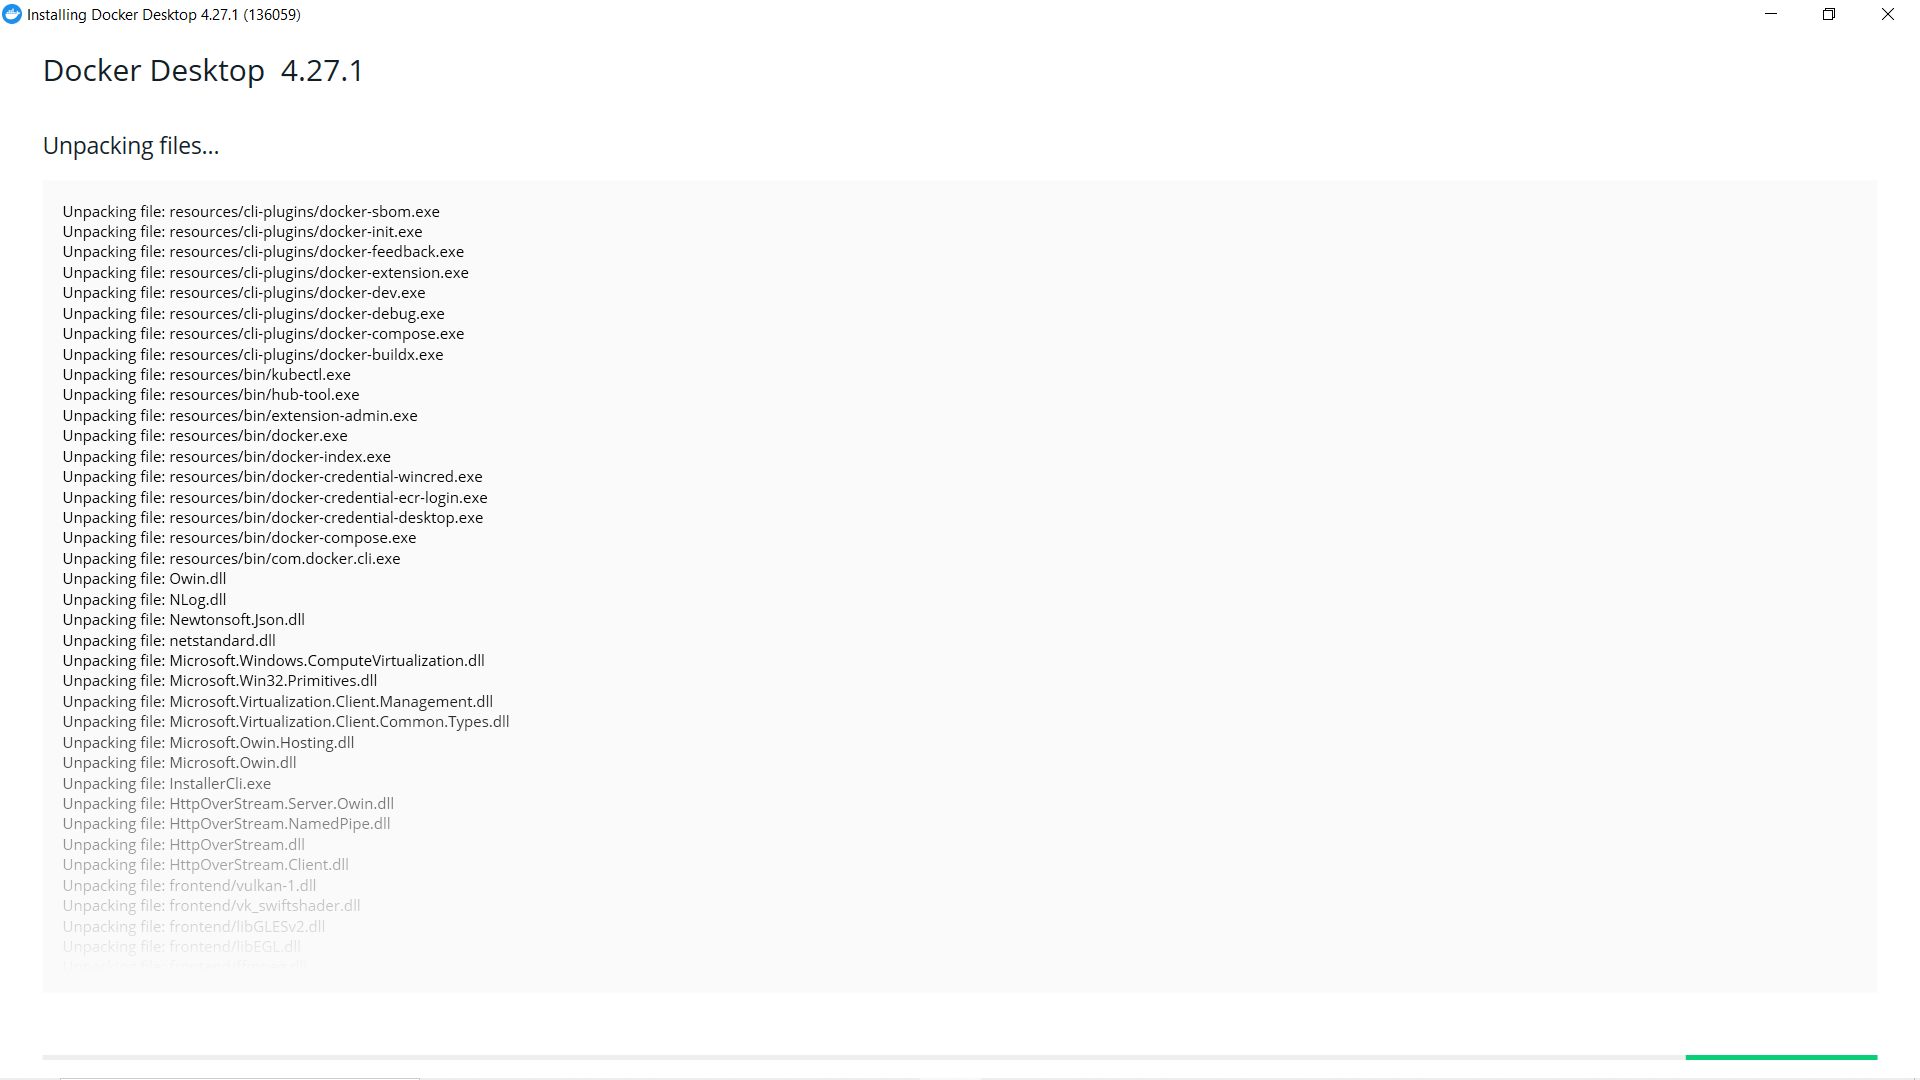 Installing Docker Desktop 4.27.1 (136059)
Docker Desktop 4.27.1
Unpacking files...
Unpacking file: resources/cli-plugins/docker-sbom.exe
Unpacking file: resources/cli-plugins/docker-init.exe
Unpacking file: resources/cli-plugins/docker-feedback.exe
Unpacking file: resources/cli-plugins/docker-extension.exe
Unpacking file: resources/cli-plugins/docker-dev.exe
Unpacking file: resources/cli-plugins/docker-debug.exe
Unpacking file: resources/cli-plugins/docker-compose.exe
Unpacking file: resources/cli-plugins/docker-buildx.exe
Unpacking file: resources/bin/kubectl.exe
Unpacking file: resources/bin/hub-tool.exe
Unpacking file: resources/bin/extension-admin.exe
Unpacking file: resources/bin/docker.exe
Unpacking file: resources/bin/docker-index.exe
Unpacking file: resources/bin/docker-credential-wincred.exe
Unpacking file: resources/bin/docker-credential-ecr-login.exe
Unpacking file: resources/bin/docker-credential-desktop.exe
Unpacking file: resources/bin/docker-compose.exe
Unpacking file: resources/bin/com.docker.cli.exe
Unpacking file: Owin.dll
Unpacking file: NLog.dll
Unpacking file: Newtonsoft.Json.dll
Unpacking file: netstandard.dll
Unpacking file: Microsoft.Windows.ComputeVirtualization.dll
Unpacking file: Microsoft.Win32.Primitives.dll
Unpacking file: Microsoft.Virtualization.Client.Management.dll
Unpacking file: Microsoft.Virtualization.Client.Common.Types.dll
Unpacking file: Microsoft.Owin.Hosting.dll
Unpacking file: Microsoft.Owin.dll
Unpacking file: InstallerCli.exe
Unpacking file: HttpOverStream.Server.Owin.dll
Unpacking file: HttpOverStream.NamedPipe.dll
Unpacking file: HttpOverStream.dll
Unpacking file: HttpOverStream.Client.dll
Unpacking file: frontend/vulkan-1.dll
Unpacking file: frontend/vk_swiftshader.dll
Unpacking file: frontend/libGLESv2.dll
Unpacking file: frontend/libEGL.dll